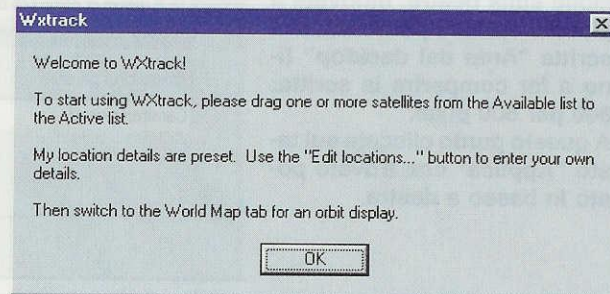 Wxtrack
Welcome to WXtrack!
To start using WXtrack, please drag one or more satellites from the Available list to
the Active list.
My location details are preset. Use the "Edit locations..." button to enter your own
details.
Then switch to the World Map tab for an orbit display.
OK